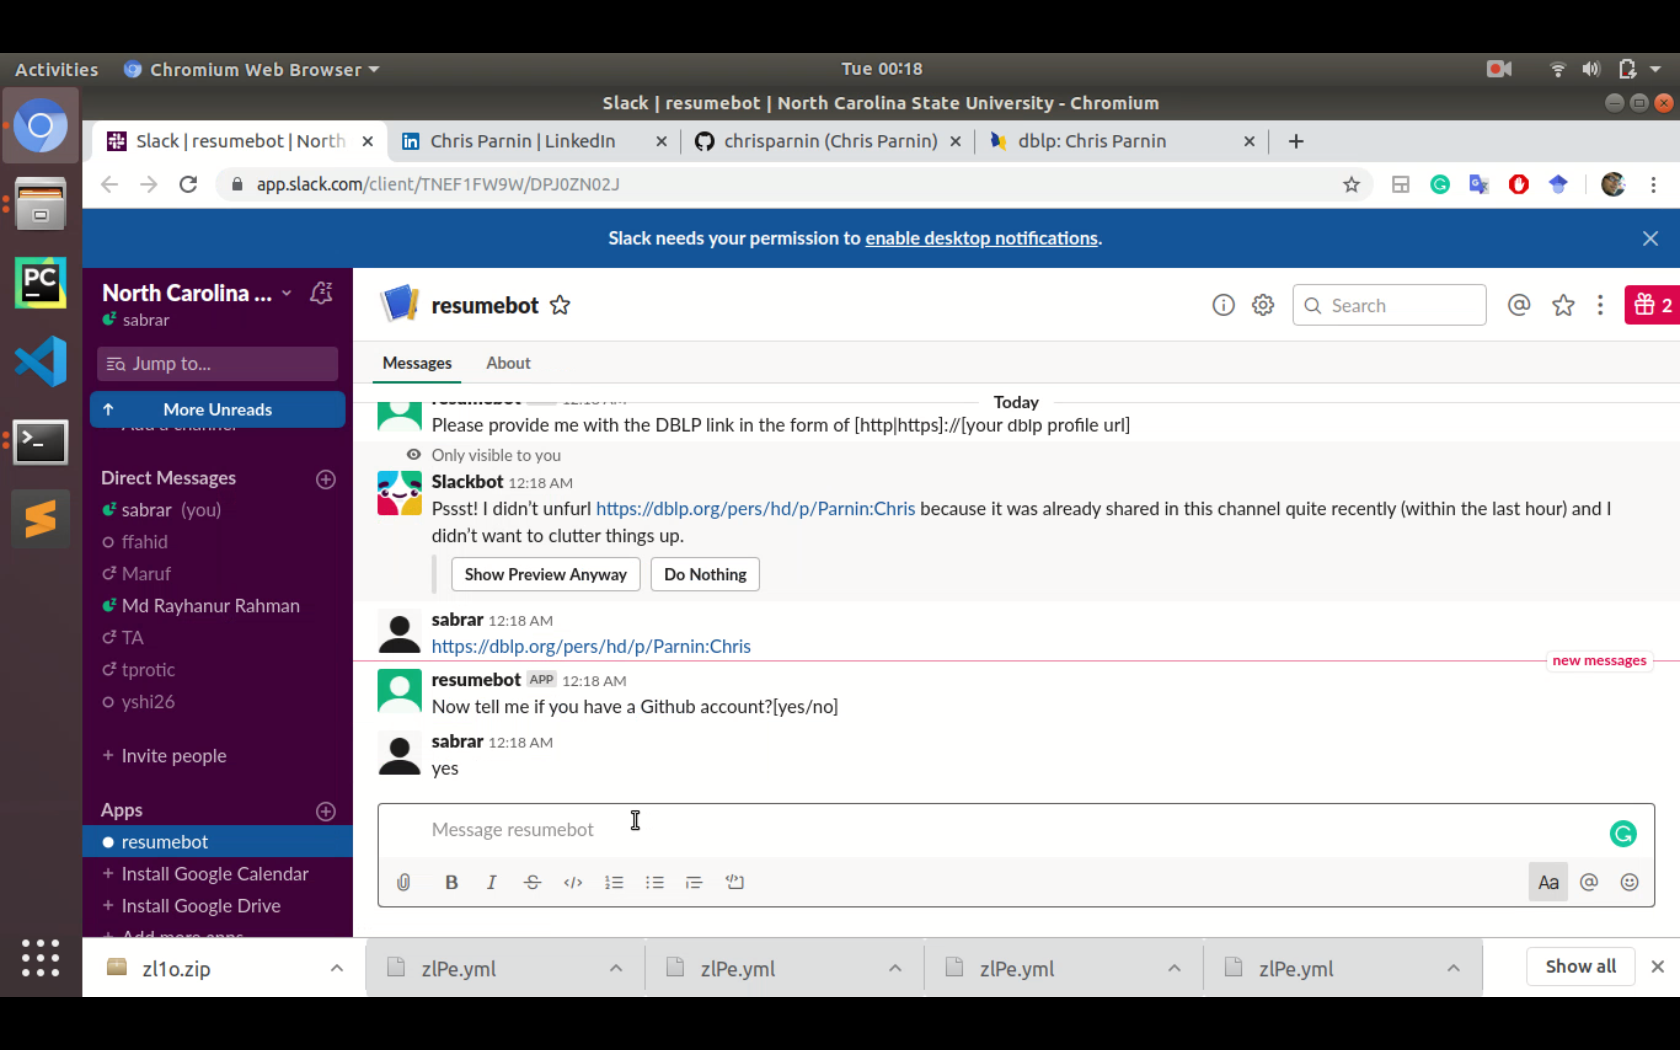 Activities
Chromium Web Browser
Tue 00:18
Slack | resumebot | North Carolina State University - Chromium
Slack | resumebot | North
Chris Parnin | LinkedIn
chrisparnin (Chris Parnin)
dblp: Chris Parnin
app.slack.com/client/TNEF1FW9W/DPJ0ZN02J
Slack needs your permission to enable desktop notifications.
North Carolina ...
sabrar
Jump to...
More Unreads
Add a channel
Direct Messages
sabrar (you)
ffahid
Maruf
Md Rayhanur Rahman
TA
tprotic
yshi26
+ Invite people
Apps
resumebot
+ Install Google Calendar
+ Install Google Drive
+ Add more apps
resumebot
Search
2
Messages
About
resumebot 12:18 AM
Today
Please provide me with the DBLP link in the form of [http|https]://[your dblp profile url]
Only visible to you
Slackbot 12:18 AM
Pssst! I didn't unfurl https://dblp.org/pers/hd/p/Parnin:Chris because it was already shared in this channel quite recently (within the last hour) and I
didn't want to clutter things up.
Show Preview Anyway
Do Nothing
sabrar 12:18 AM
https://dblp.org/pers/hd/p/Parnin:Chris
new messages
resumebot APP 12:18 AM
Now tell me if you have a Github account?[yes/no]
sabrar 12:18 AM
yes
Message resumebot
Aa
zl1o.zip
zlPe.yml
zlPe.yml
zlPe.yml
zlPe.yml
Show all